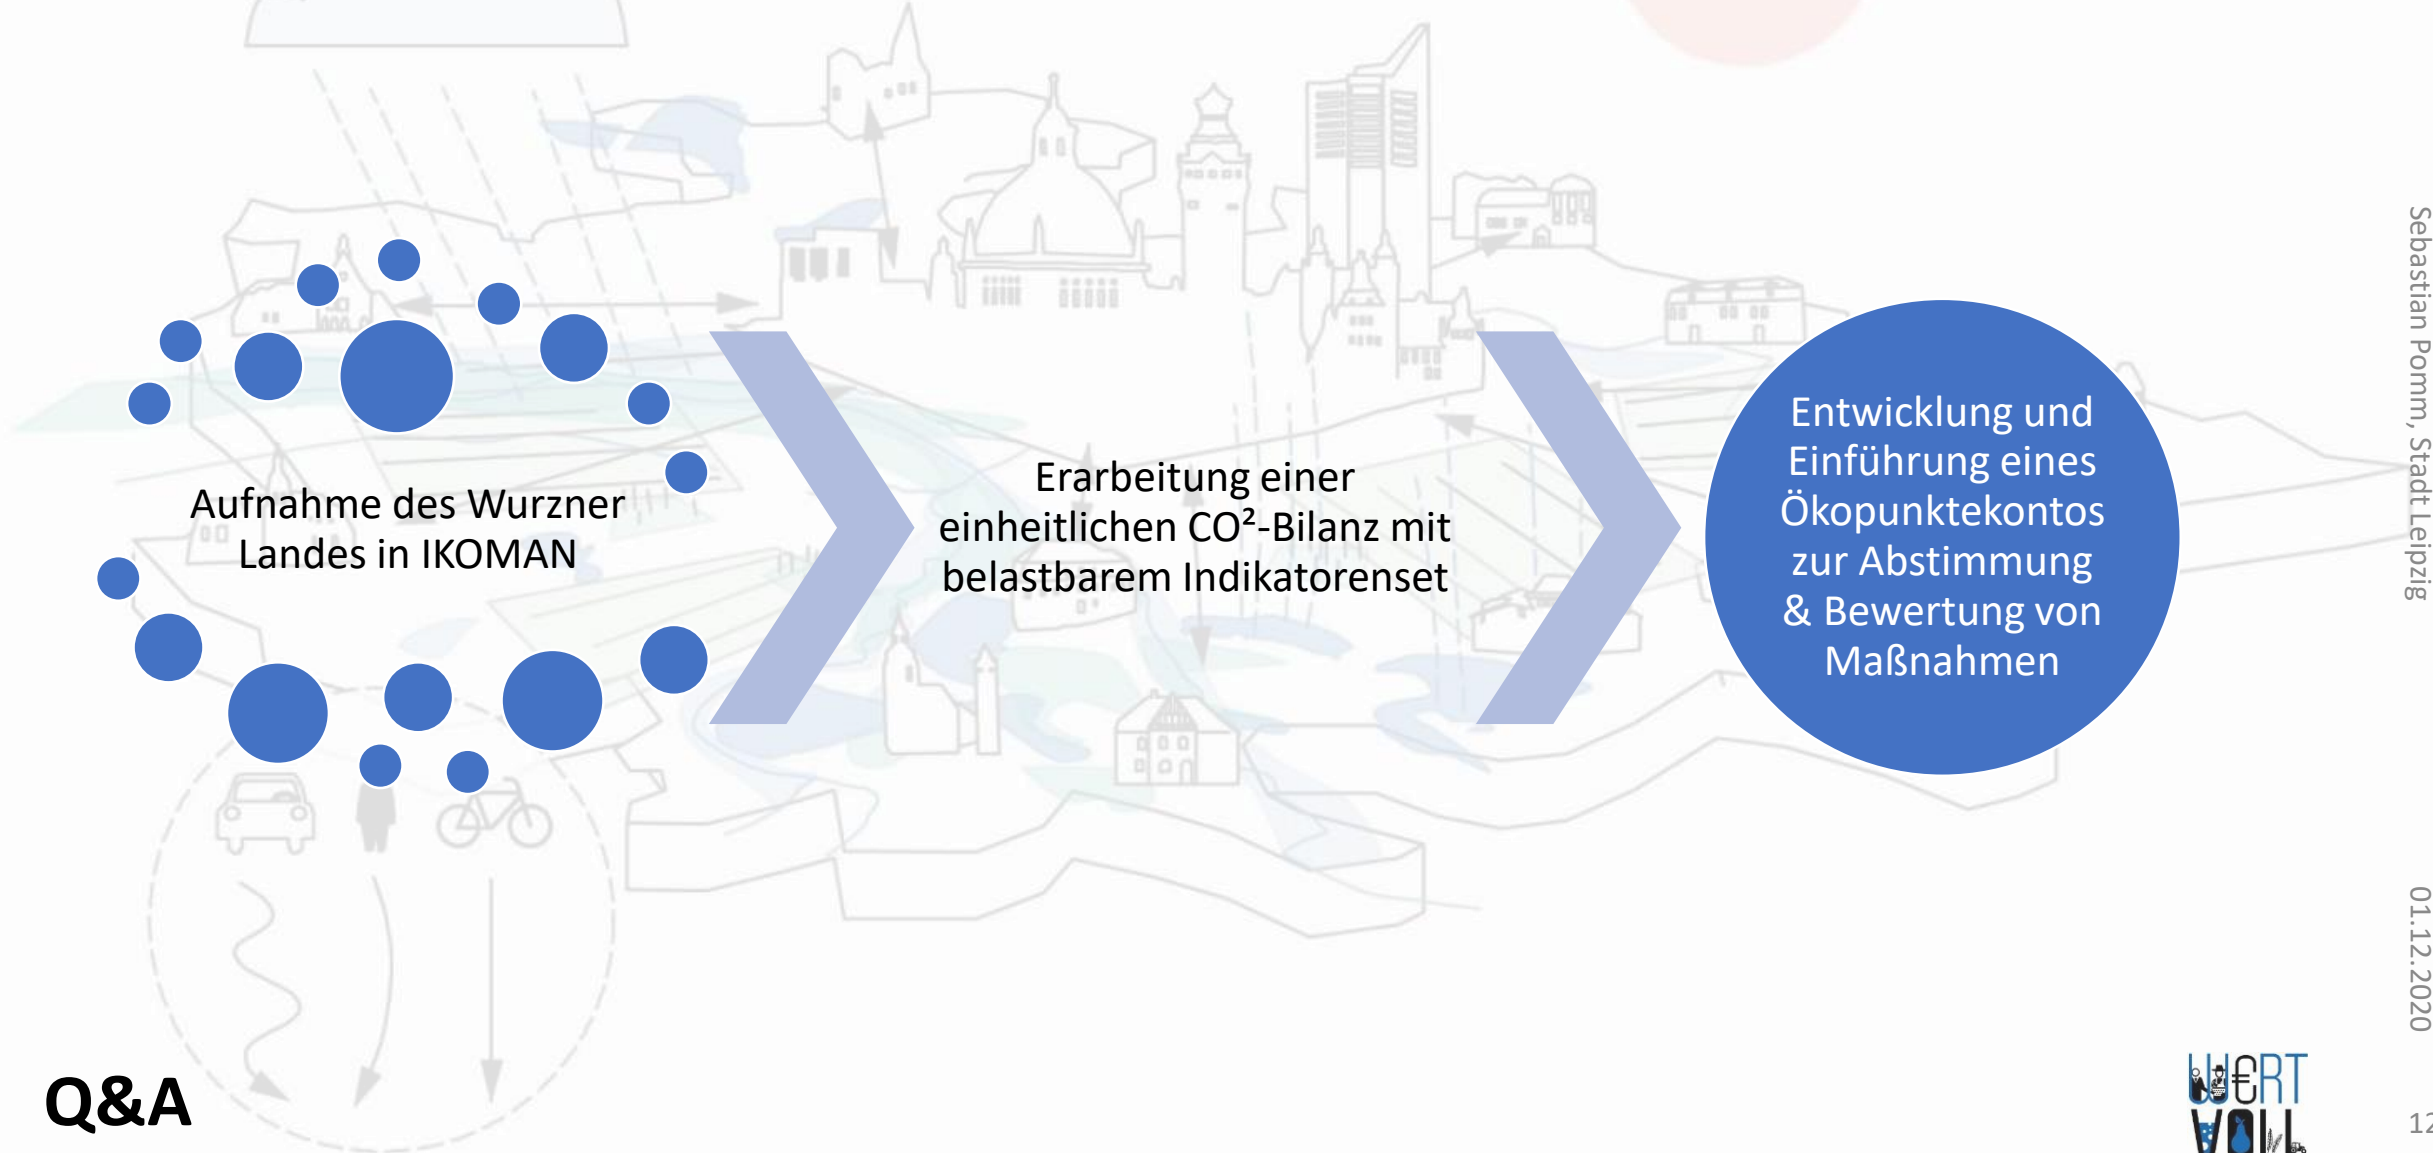 Aufnahme des Wurzner
Landes in IKOMAN
Erarbeitung einer
einheitlichen CO²-Bilanz mit
belastbarem Indikatorenset
Entwicklung und
Einführung eines
Ökopunktekontos
zur Abstimmung
& Bewertung von
Maßnahmen
Sebastian Pomm, Stadt Leipzig
01.12.2020
Q&A
W€RT
VOLL
12